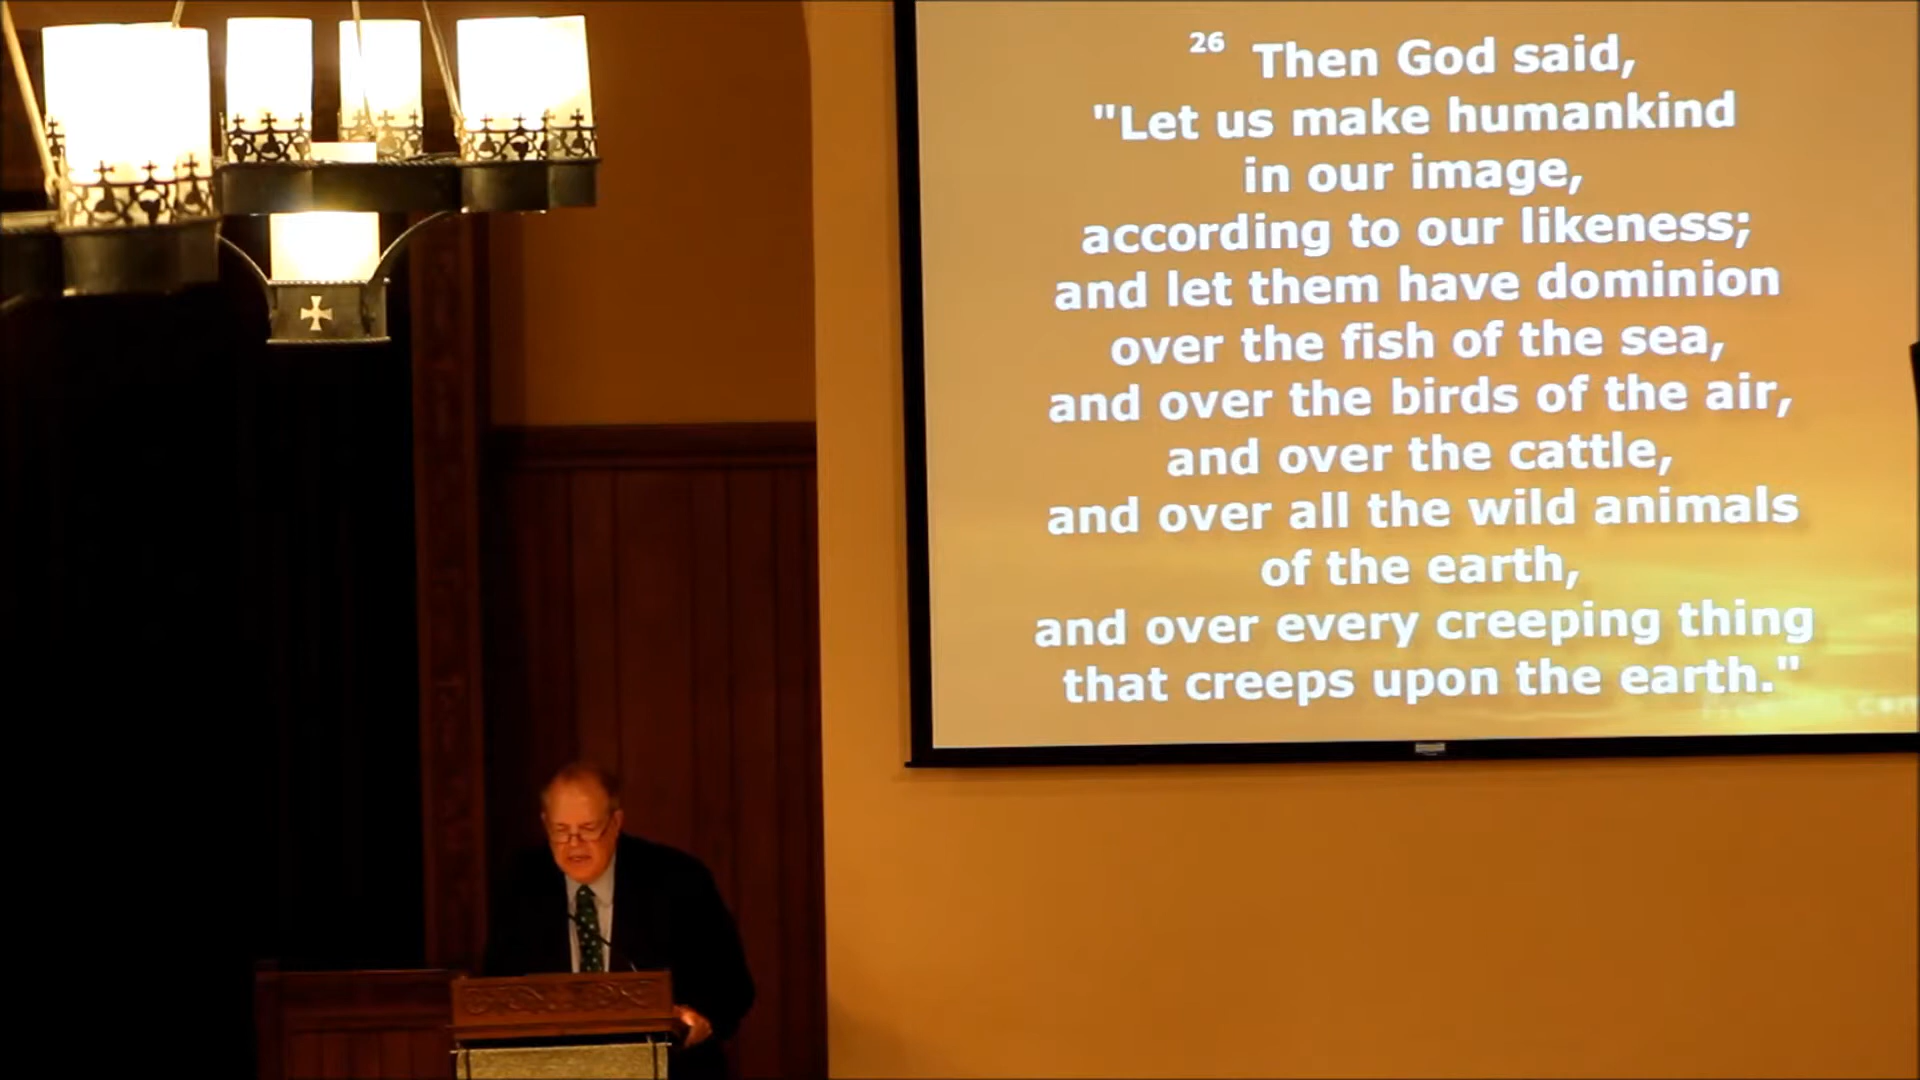 26 Then God said,
"Let us make humankind
in our image,
according to our likeness;
and let them have dominion
over the fish of the sea,
and over the birds of the air,
and over the cattle,
and over all the wild animals
of the earth,
and over every creeping thing
that creeps upon the earth."